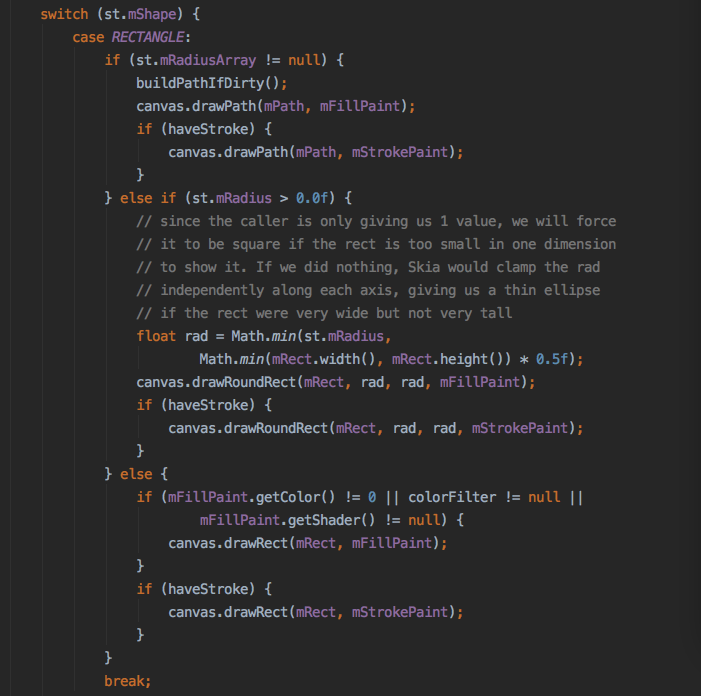 switch (st.mShape) {
case RECTANGLE:
if (st.mRadiusArray != null) {
buildPathIfDirty();
canvas.drawPath(mPath, mFillPaint);
if (haveStroke) {
canvas.drawPath(mPath, mStrokePaint);
}
} else if (st.mRadius > 0.0f) {
// since the caller is only giving us 1 value, we will force
// it to be square if the rect is too small in one dimension
// to show it. If we did nothing, Skia would clamp the rad
// independently along each axis, giving us a thin ellipse
// if the rect were very wide but not very tall
float rad = Math.min(st.mRadius,
Math.min(mRect.width(), mRect.height()) * 0.5f);
canvas.drawRoundRect(mRect, rad, rad, mFillPaint);
if (haveStroke) {
canvas.drawRoundRect(mRect, rad, rad, mStrokePaint);
}
} else {
if (mFillPaint.getColor() != 0 || colorFilter != null ||
mFillPaint.getShader() != null) {
canvas.drawRect(mRect, mFillPaint);
}
if (haveStroke) {
canvas.drawRect(mRect, mStrokePaint);
}
}
break;